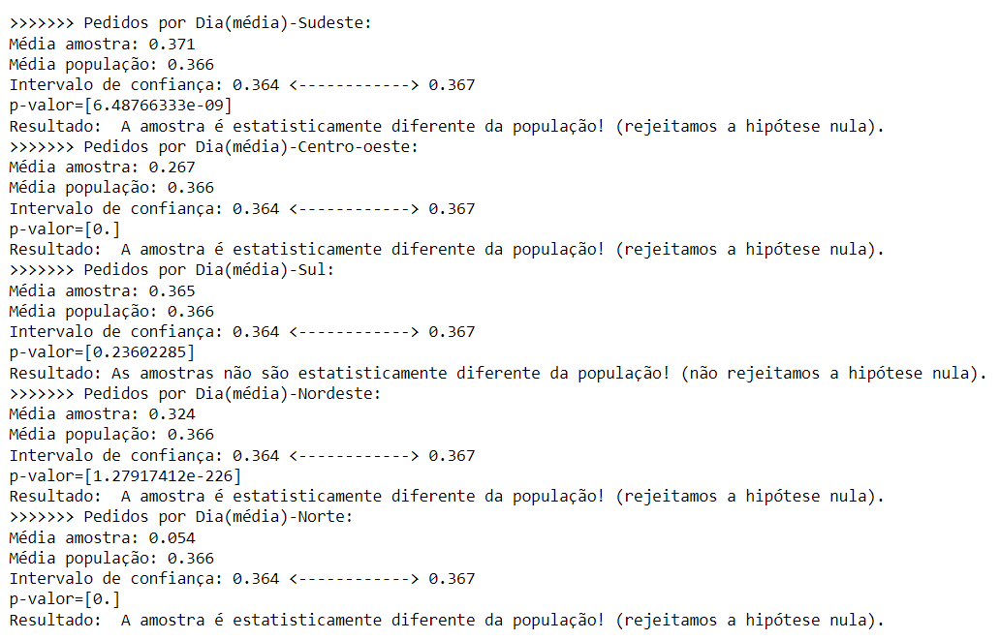 >>>>>>> Pedidos por Dia(média)-Sudeste:
Média amostra: 0.371
Média população: 0.366
Intervalo de confiança: 0.364 <------------> 0.367
p-valor=[6.48766333e-09]
Resultado:  A amostra é estatisticamente diferente da população! (rejeitamos a hipótese nula).
>>>>>>> Pedidos por Dia(média)-Centro-oeste:
Média amostra: 0.267
Média população: 0.366
Intervalo de confiança: 0.364 <------------> 0.367
p-valor=[0.]
Resultado:  A amostra é estatisticamente diferente da população! (rejeitamos a hipótese nula).
>>>>>>> Pedidos por Dia(média)-Sul:
Média amostra: 0.365
Média população: 0.366
Intervalo de confiança: 0.364 <------------> 0.367
p-valor=[0.23602285]
Resultado: As amostras não são estatisticamente diferente da população! (não rejeitamos a hipótese nula).
>>>>>>> Pedidos por Dia(média)-Nordeste:
Média amostra: 0.324
Média população: 0.366
Intervalo de confiança: 0.364 <------------> 0.367
p-valor=[1.27917412e-226]
Resultado:  A amostra é estatisticamente diferente da população! (rejeitamos a hipótese nula).
>>>>>>> Pedidos por Dia(média)-Norte:
Média amostra: 0.054
Média população: 0.366
Intervalo de confiança: 0.364 <------------> 0.367
p-valor=[0.]
Resultado:  A amostra é estatisticamente diferente da população! (rejeitamos a hipótese nula).